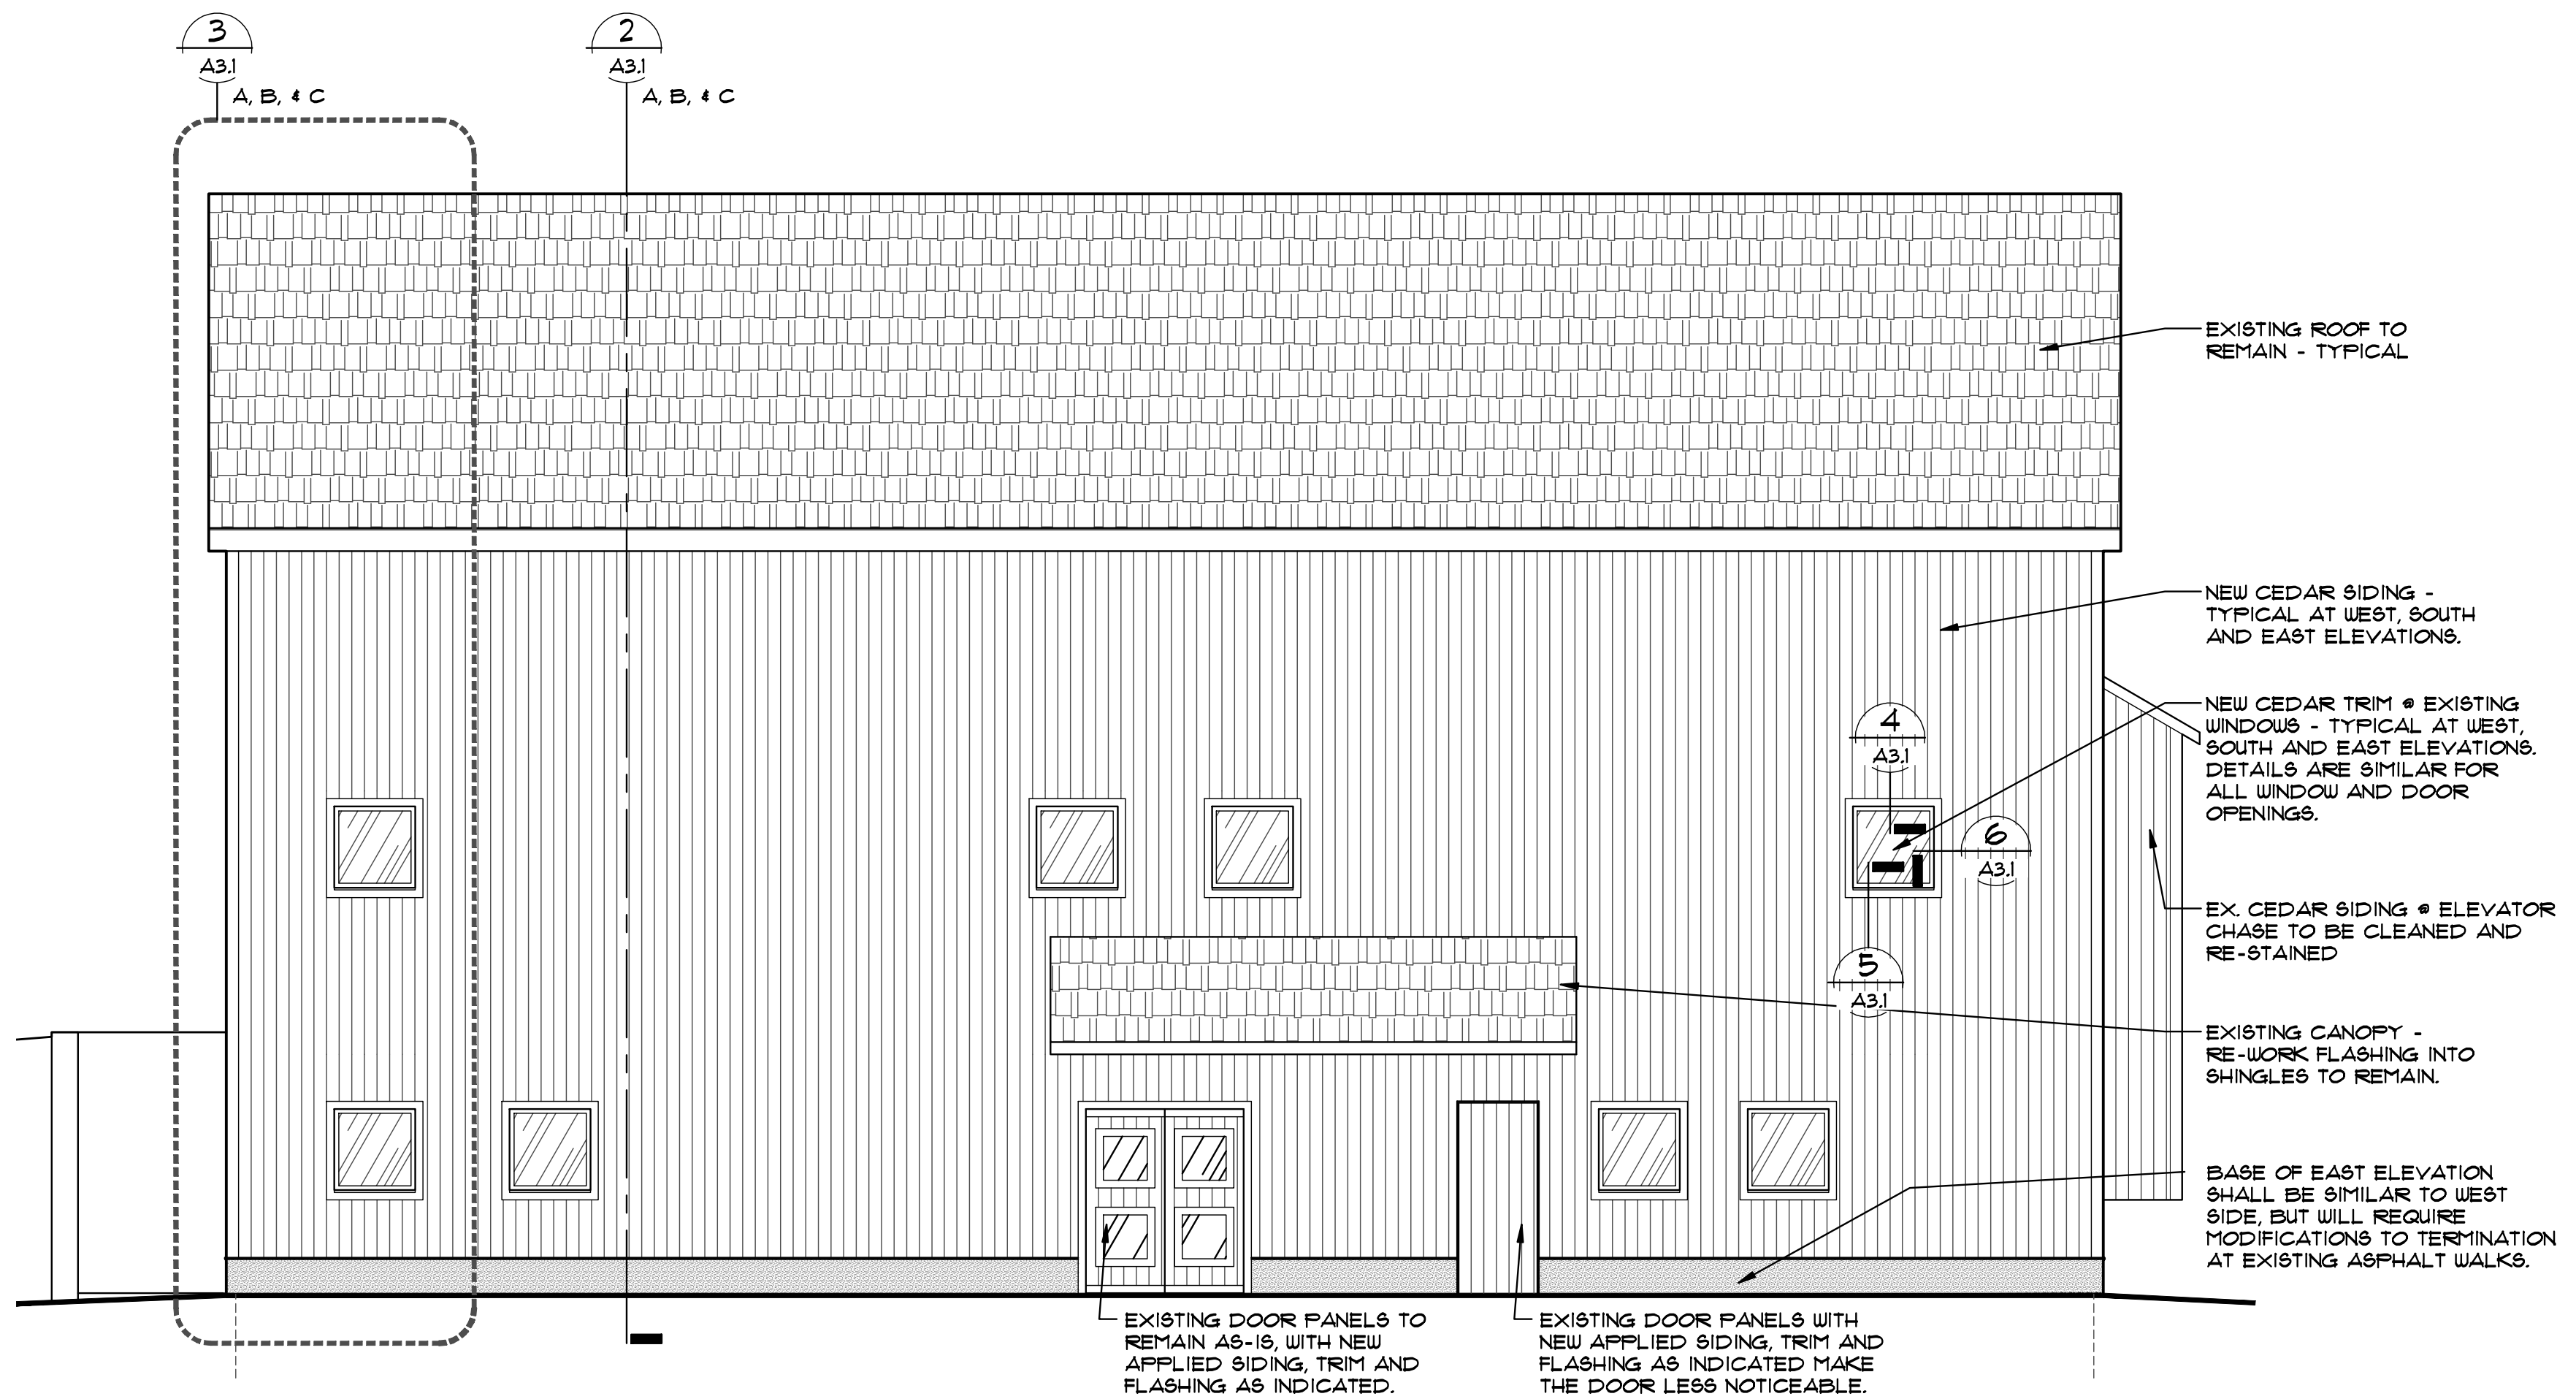 3
A3.1
A, B, & C
2
A3.1
A, B, & C
EXISTING ROOF TO
REMAIN - TYPICAL
NEW CEDAR SIDING -
TYPICAL AT WEST, SOUTH
AND EAST ELEVATIONS.
NEW CEDAR TRIM @ EXISTING
WINDOWS - TYPICAL AT WEST,
SOUTH AND EAST ELEVATIONS.
DETAILS ARE SIMILAR FOR
ALL WINDOW AND DOOR
OPENINGS.
4
A3.1
6
A3.1
5
A3.1
EX. CEDAR SIDING @ ELEVATOR
CHASE TO BE CLEANED AND
RE-STAINED
EXISTING CANOPY -
RE-WORK FLASHING INTO
SHINGLES TO REMAIN.
BASE OF EAST ELEVATION
SHALL BE SIMILAR TO WEST
SIDE, BUT WILL REQUIRE
MODIFICATIONS TO TERMINATION
AT EXISTING ASPHALT WALKS.
EXISTING DOOR PANELS TO
REMAIN AS-IS, WITH NEW
APPLIED SIDING, TRIM AND
FLASHING AS INDICATED.
EXISTING DOOR PANELS WITH
NEW APPLIED SIDING, TRIM AND
FLASHING AS INDICATED MAKE
THE DOOR LESS NOTICEABLE.